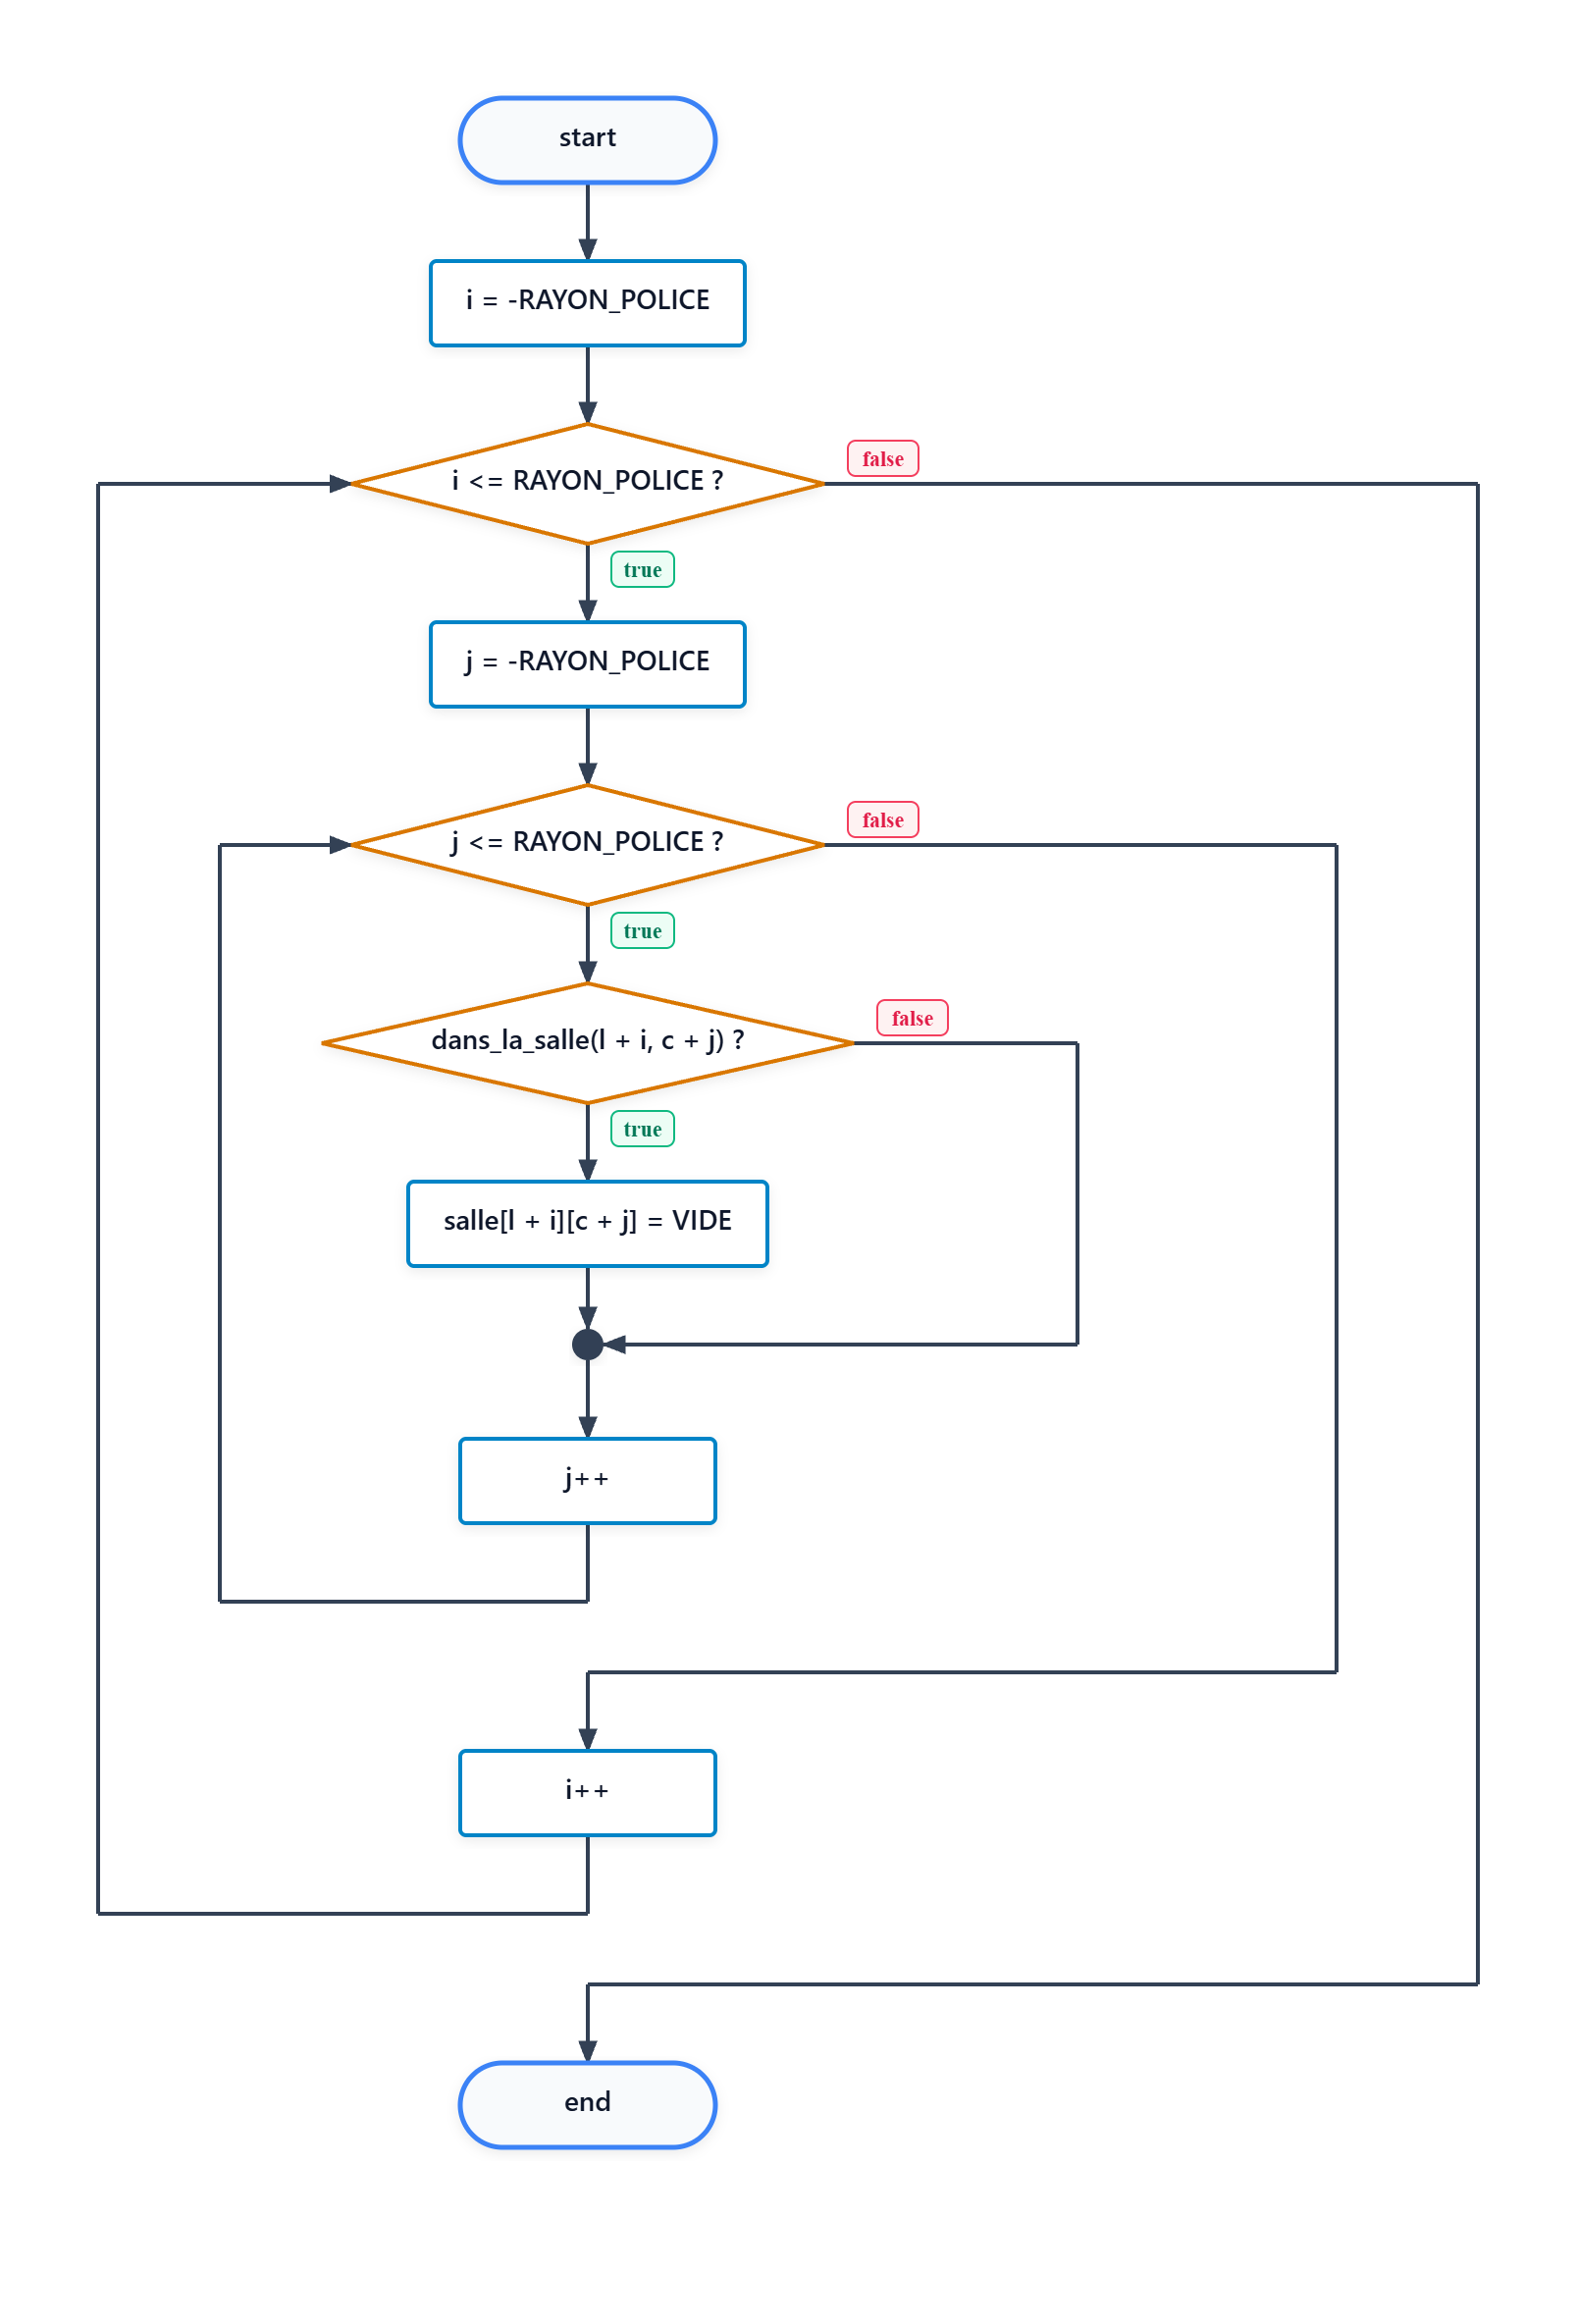 start
i = -RAYON_POLICE
i <= RAYON_POLICE ?
false
true
j = -RAYON_POLICE
j <= RAYON_POLICE ?
false
true
dans_la_salle(l + i, c + j) ?
false
true
salle[l + i][c + j] = VIDE
j++
i++
end